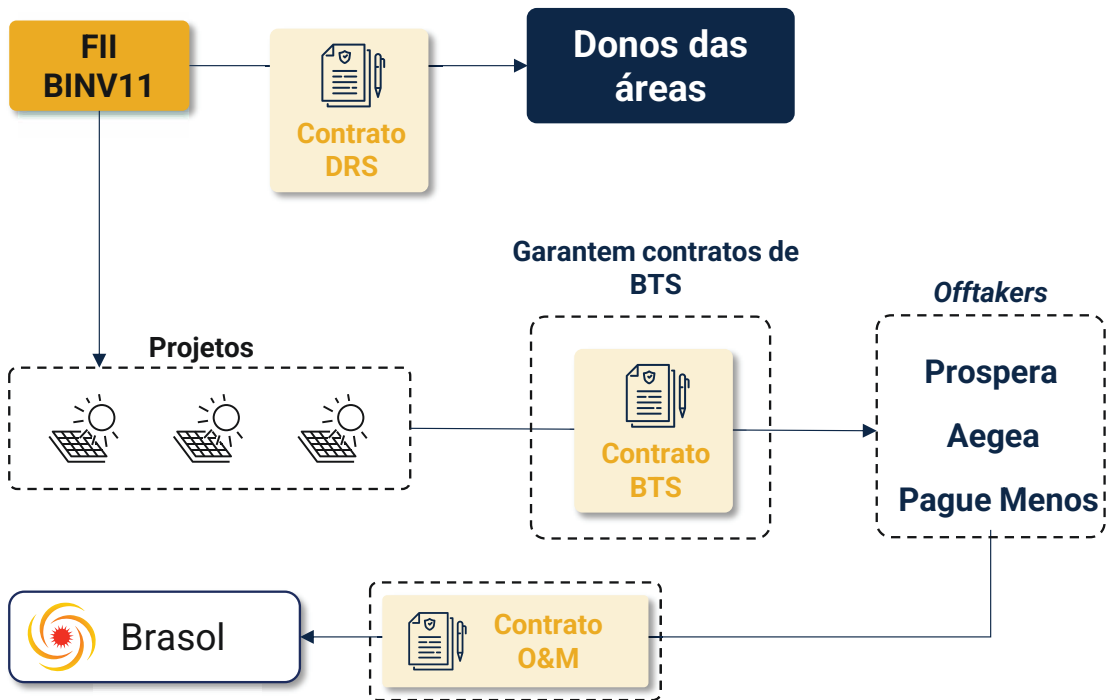 FII
BINV11
Contrato
DRS
Donos das
áreas
Garantem contratos de
BTS
Offtakers
Projetos
Contrato
BTS
Prospera
Aegea
Pague Menos
Brasol
Contrato
O&M